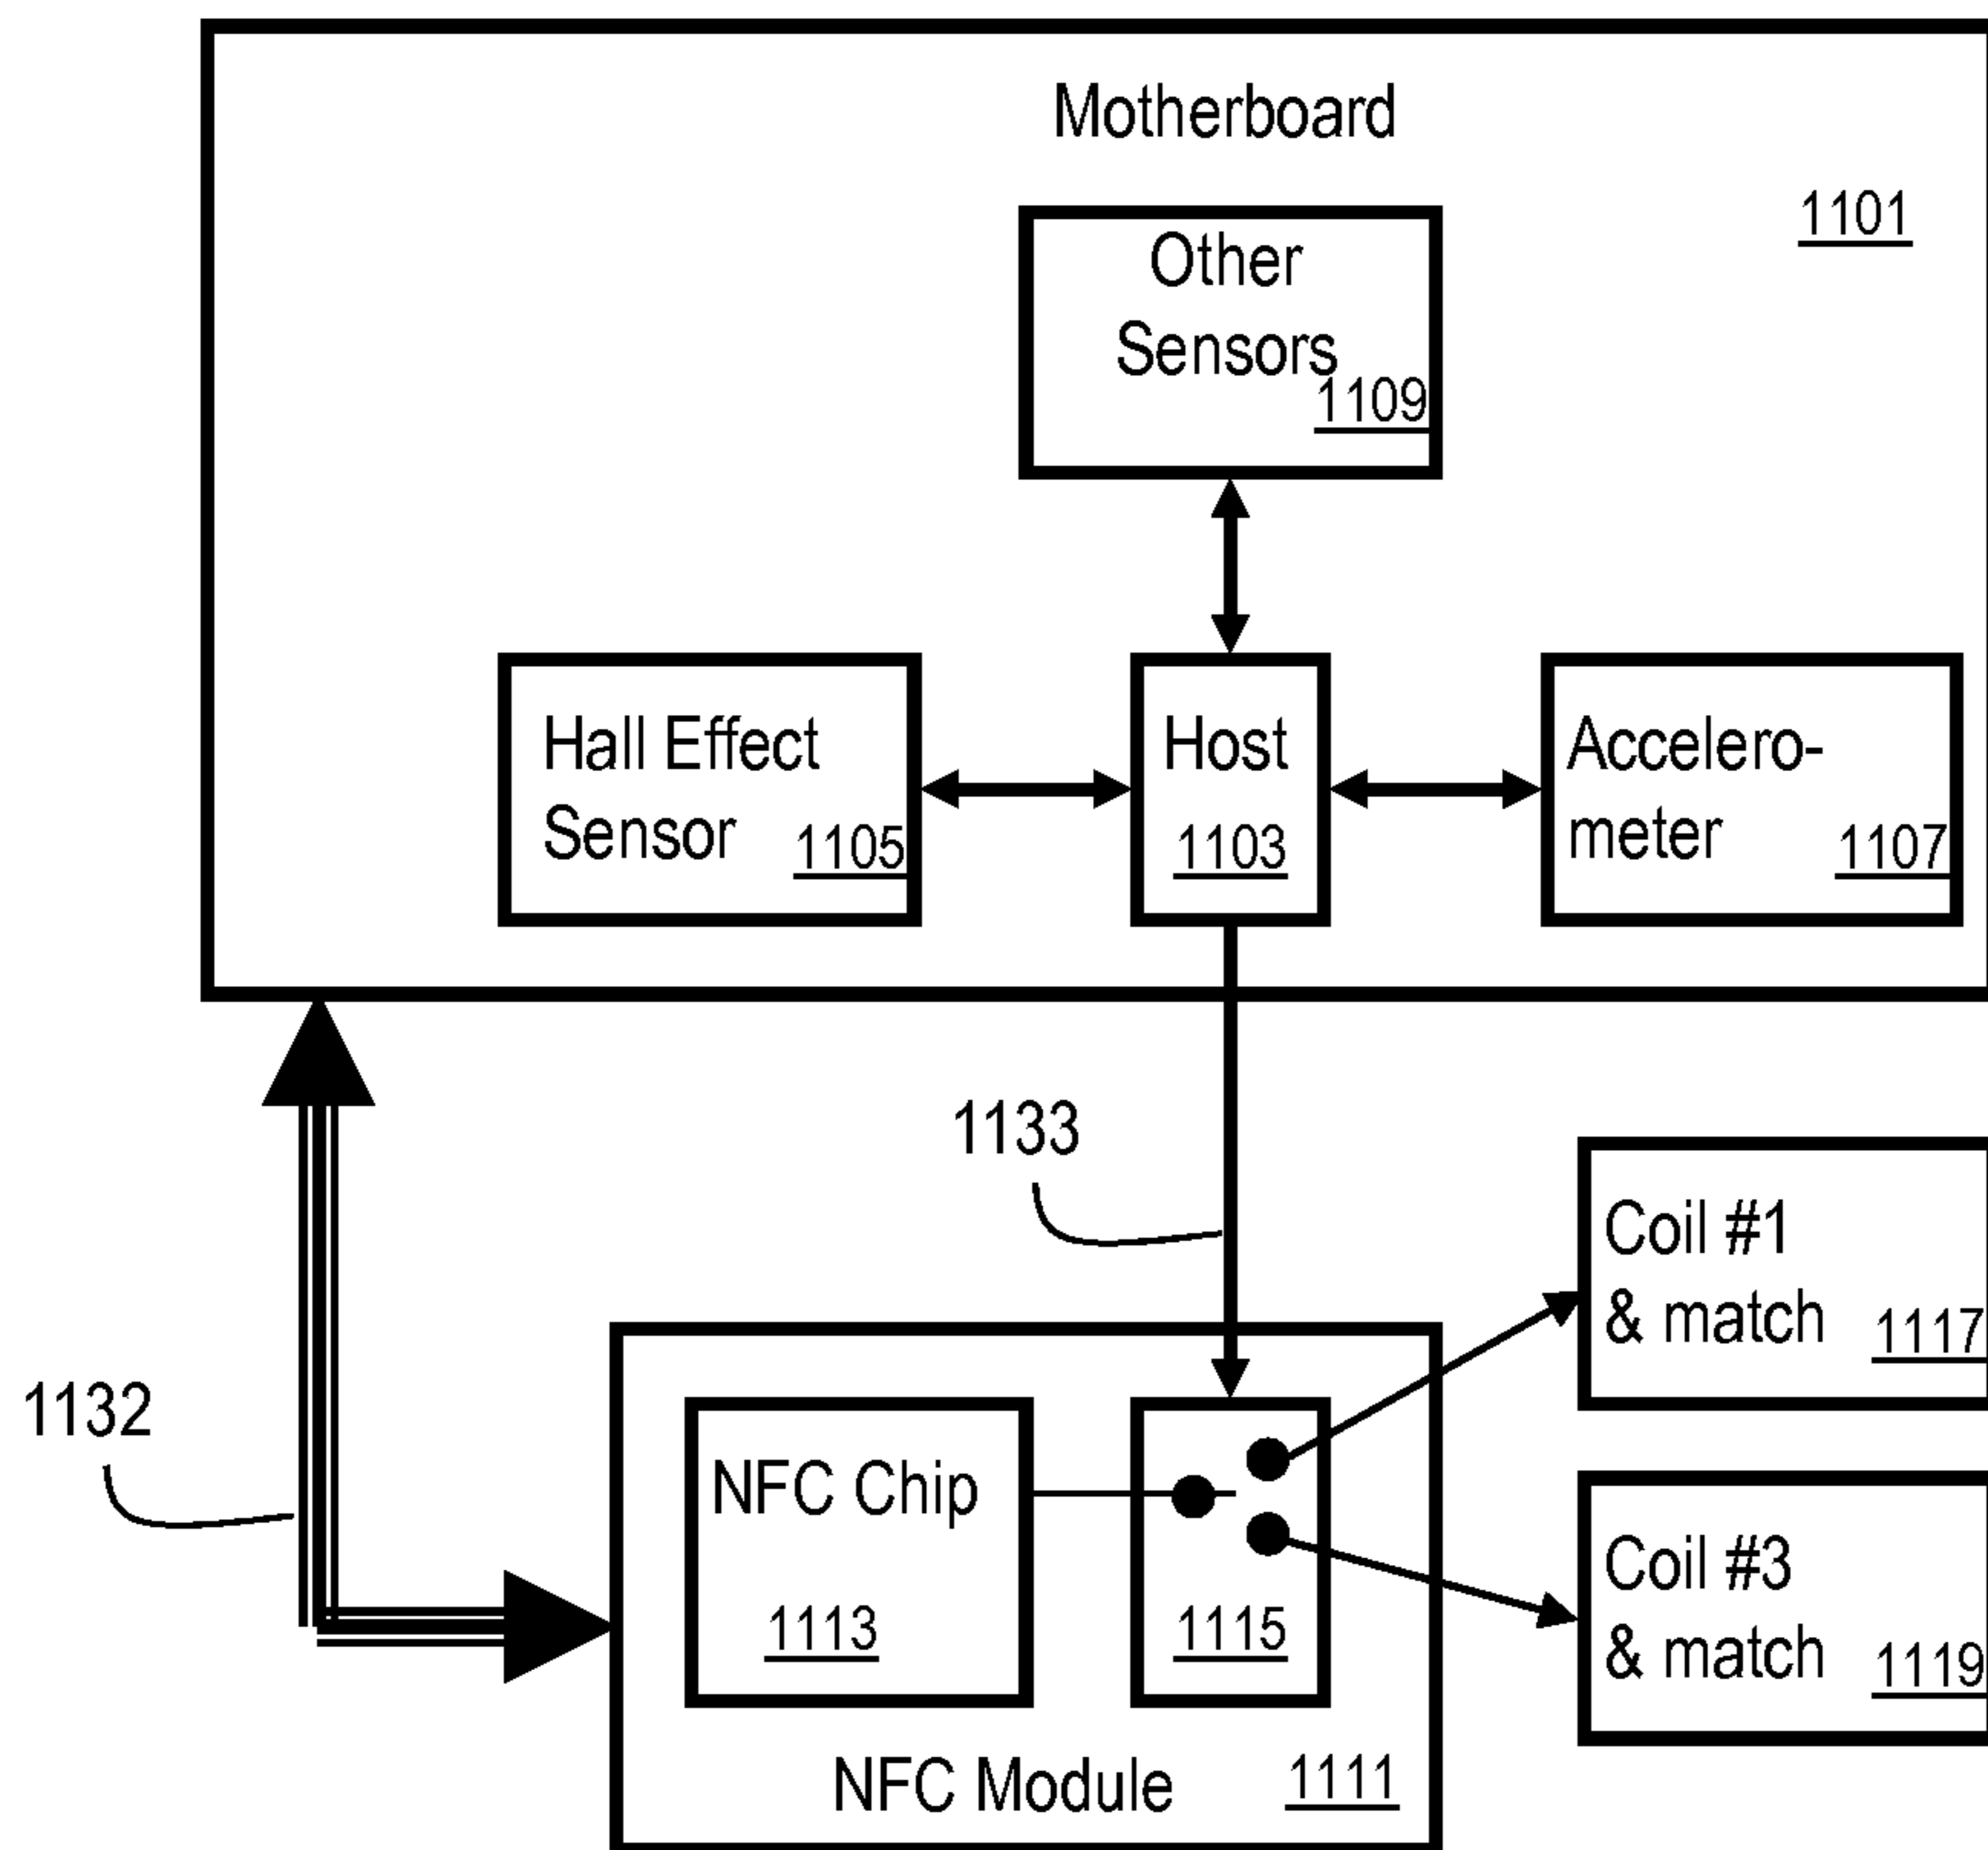 Motherboard
1101
Other
Sensors
1109
Hall Effect
Sensor
1105
Host
1103
Accelero-
meter
1107
1133
1132
Coil #1
& match
1117
NFC Chip
1113
1115
Coil #3
& match
1119
NFC Module
1111